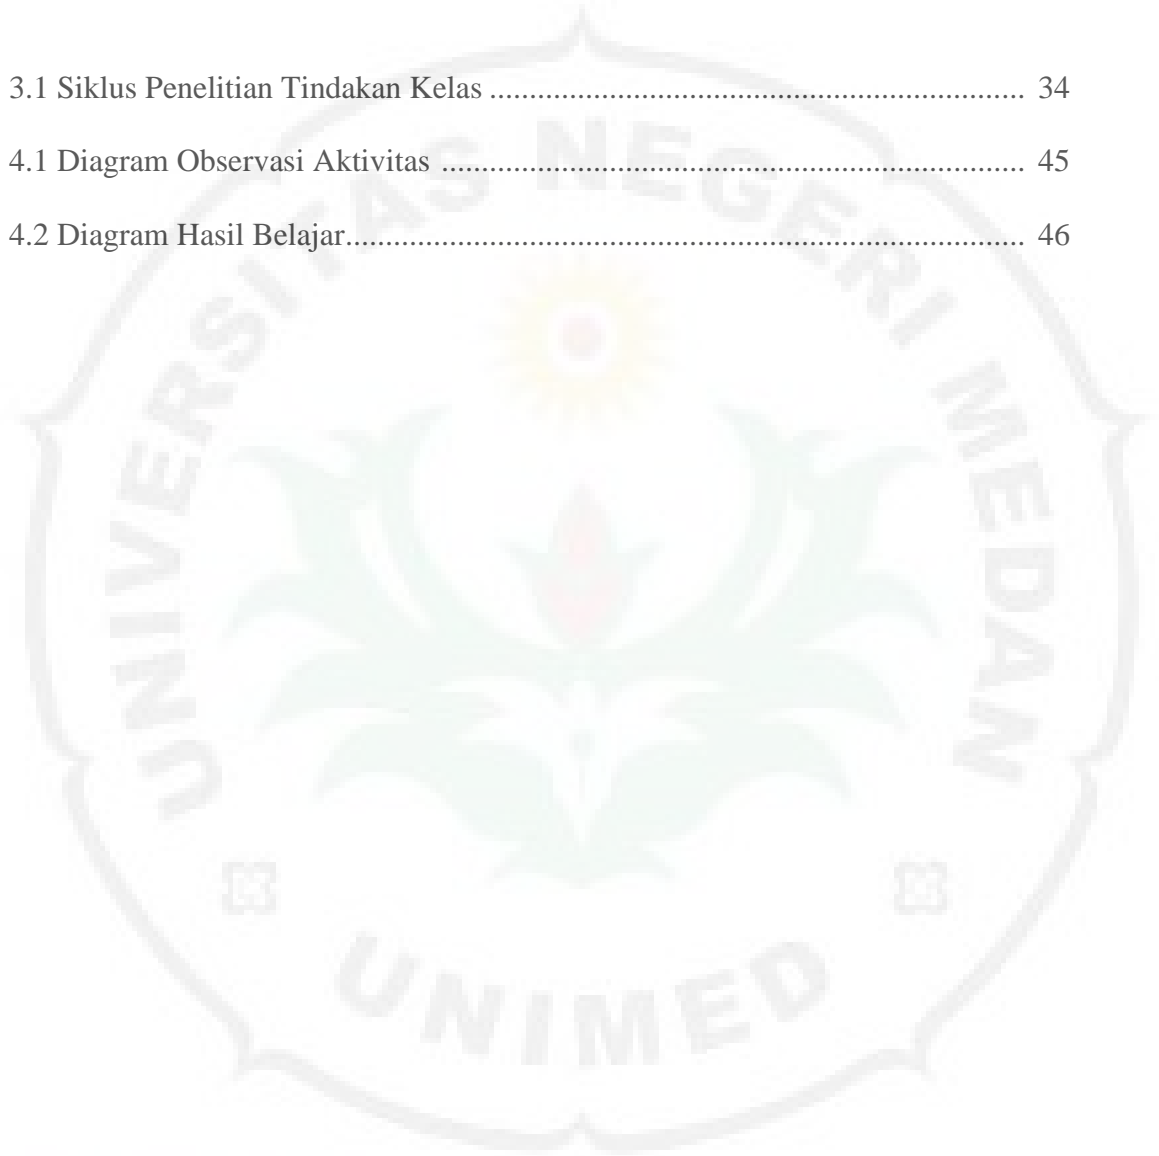 3.1 Siklus Penelitian Tindakan Kelas ................................................................ 34
4.1 Diagram Observasi Aktivitas ...................................................................... 45
4.2 Diagram Hasil Belajar.................................................................................. 46
UNIVERSITAS NEGERI MEDAN
UNIMED